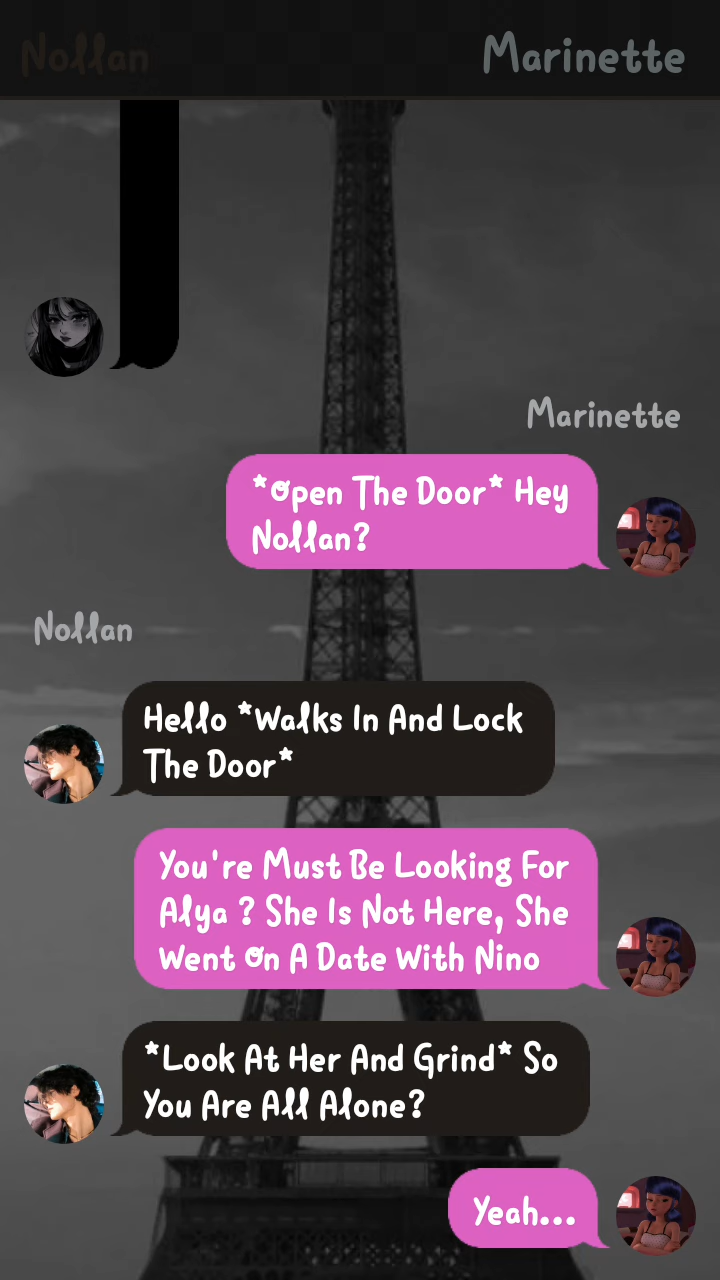 Nollan
Marinette
Marinette
*Open The Door* Hey
Nollan?
Nollan
Hello *Walks In And Lock
The Door*
You're Must Be Looking For
Alya ? She Is Not Here, She
Went On A Date With Nino
*Look At Her And Grind* So
You Are All Alone?
Yeah...